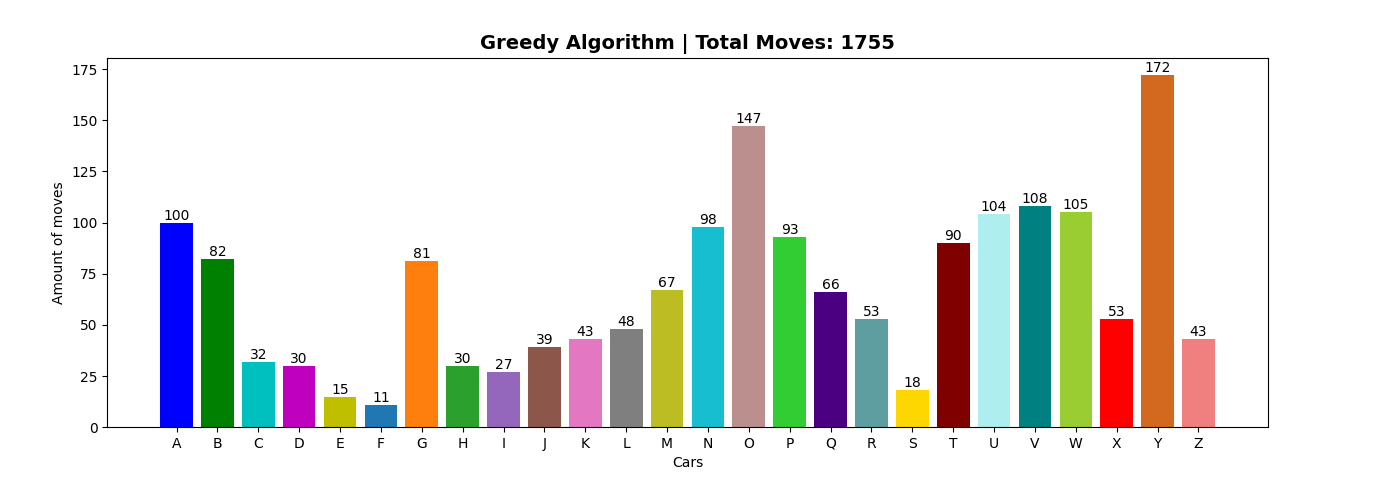 Greedy Algorithm | Total Moves: 1755
Amount of moves
175
150
125
100
75
50
25
0
100 82 32 30 15 11 81 30 27 39 43 48 67 98 147 93 66 53 18 90 104 108 105 53 172 43
A B C D E F G H I J K L M N O P Q R S T U V W X Y Z
Cars